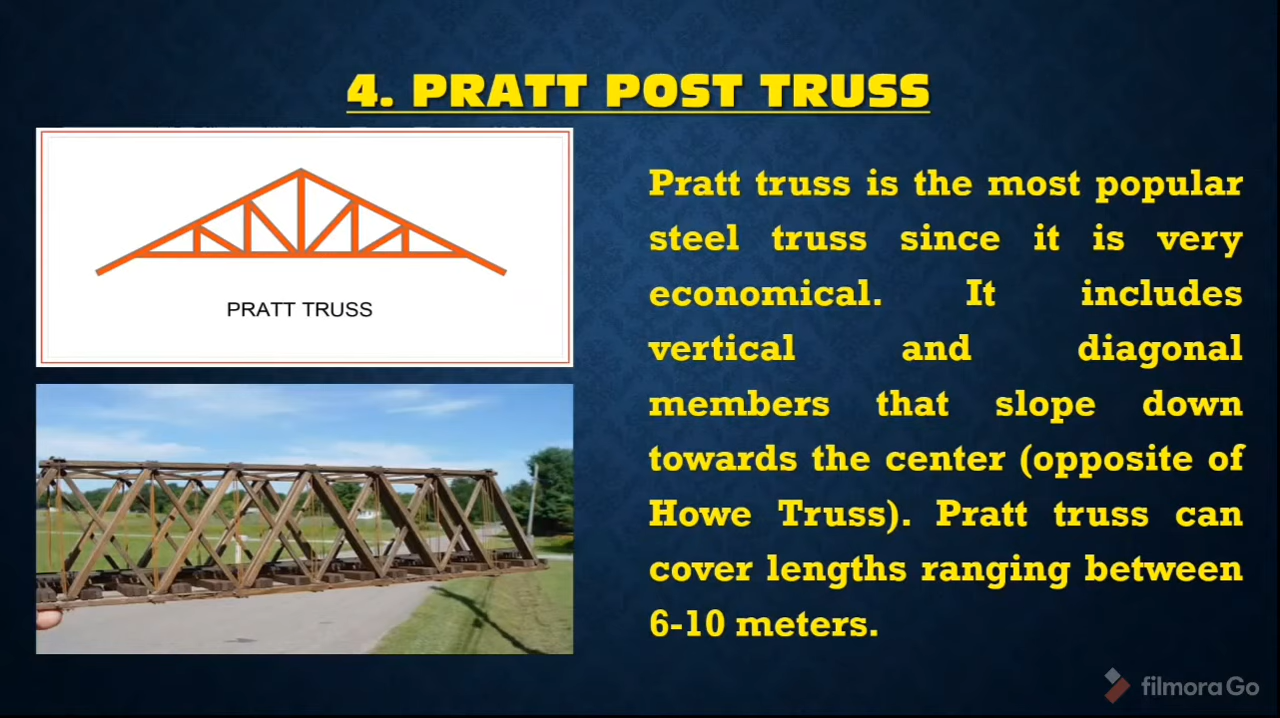 4. PRATT POST TRUSS
PRATT TRUSS
Pratt truss is the most popular
steel truss since it is very
economical. It includes
vertical and diagonal
members that slope down
towards the center (opposite of
Howe Truss). Pratt truss can
cover lengths ranging between
6-10 meters.
filmoraGo